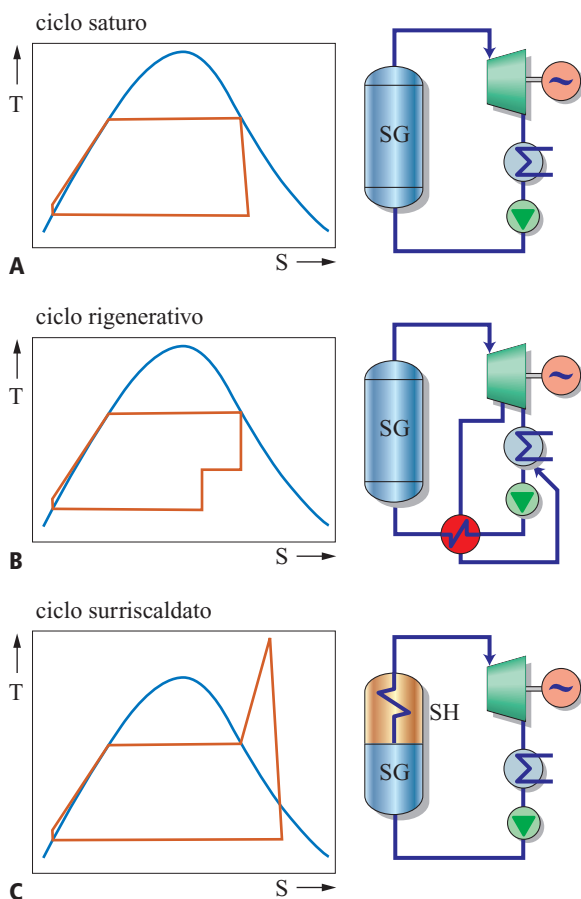 ciclo saturo
T
S
SG
~
A
ciclo rigenerativo
T
S
SG
~
B
ciclo surriscaldato
T
S
SH
SG
~
C